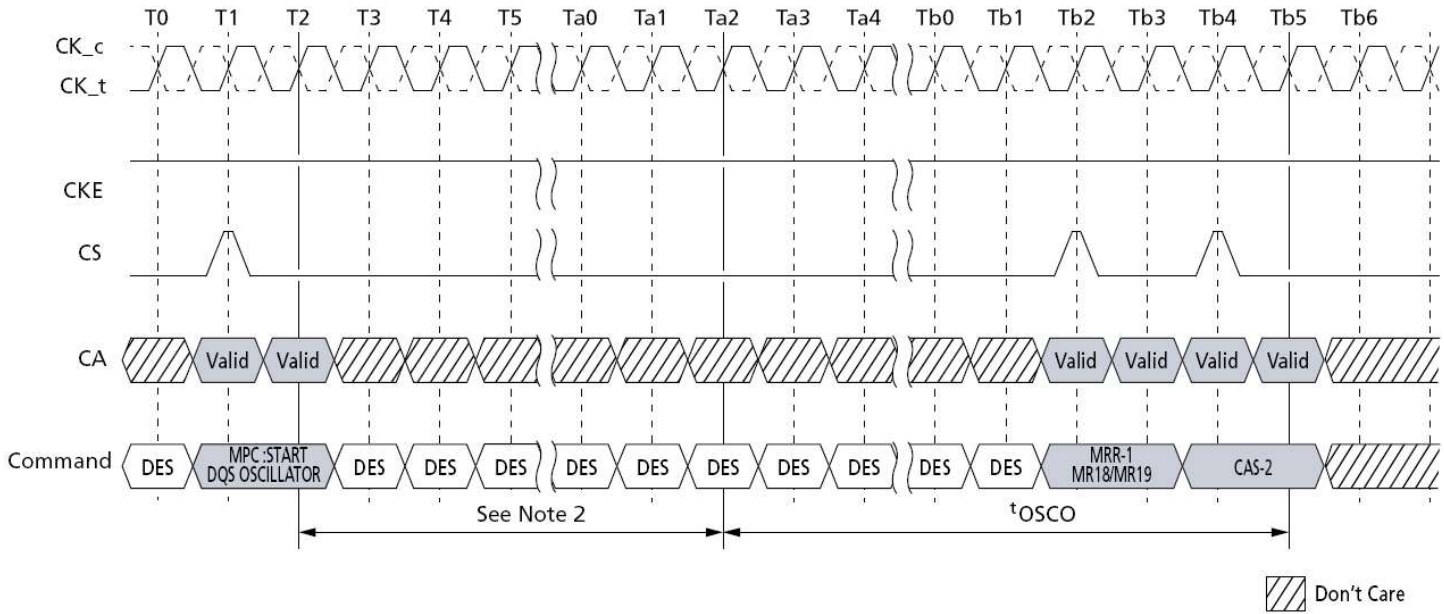 T0 T1 T2 T3 T4 T5 Ta0 Ta1 Ta2 Ta3 Ta4 Tb0 Tb1 Tb2 Tb3 Tb4 Tb5 Tb6
CK_c
CK_t
CKE
CS
CA Valid Valid Valid Valid Valid Valid
Command DES MPC :START DES DES DES DES DES DES DES DES DES DES MRR-1 CAS-2
DQS OSCILLATOR MR18/MR19
See Note 2 tOSCO
Don't Care